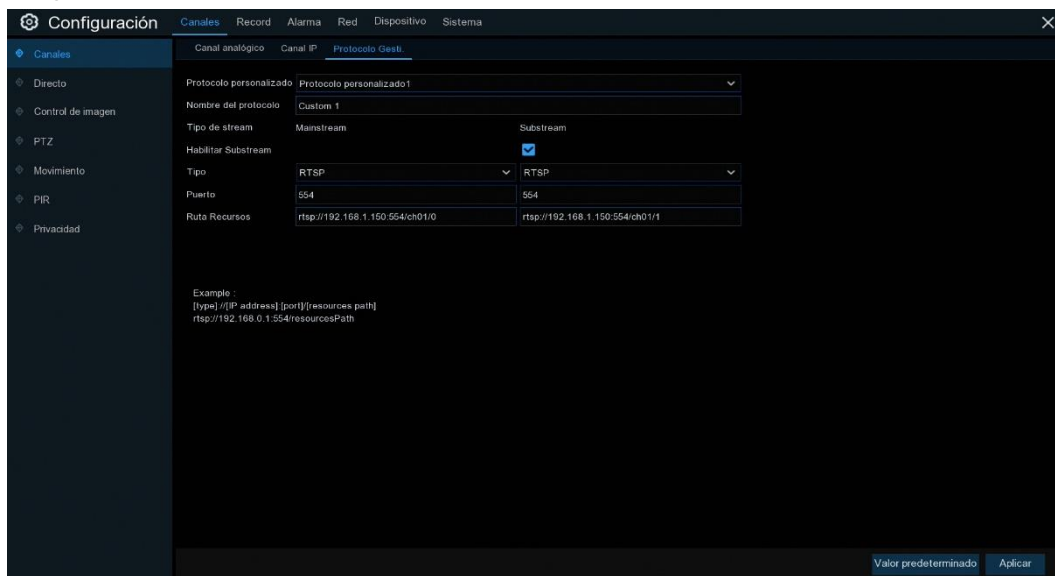 Configuración Canales Record Alarma Red Dispositivo Sistema
Canales
Directo
Control de imagen
PTZ
Movimiento
PIR
Privacidad
Canal analógico Canal IP Protocolo Gesti.
Protocolo personalizado Protocolo personalizado1
Nombre del protocolo Custom 1
Tipo de stream Mainstream Substream
Habilitar Substream
Tipo RTSP RTSP
Puerto 554 554
Ruta Recursos rtsp://192.168.1.150:554/ch01/0 rtsp://192.168.1.150:554/ch01/1
Example :
[type]://[IP address]:[port]/[resources path]
rtsp://192.168.0.1:554/resourcesPath
Valor predeterminado Aplicar